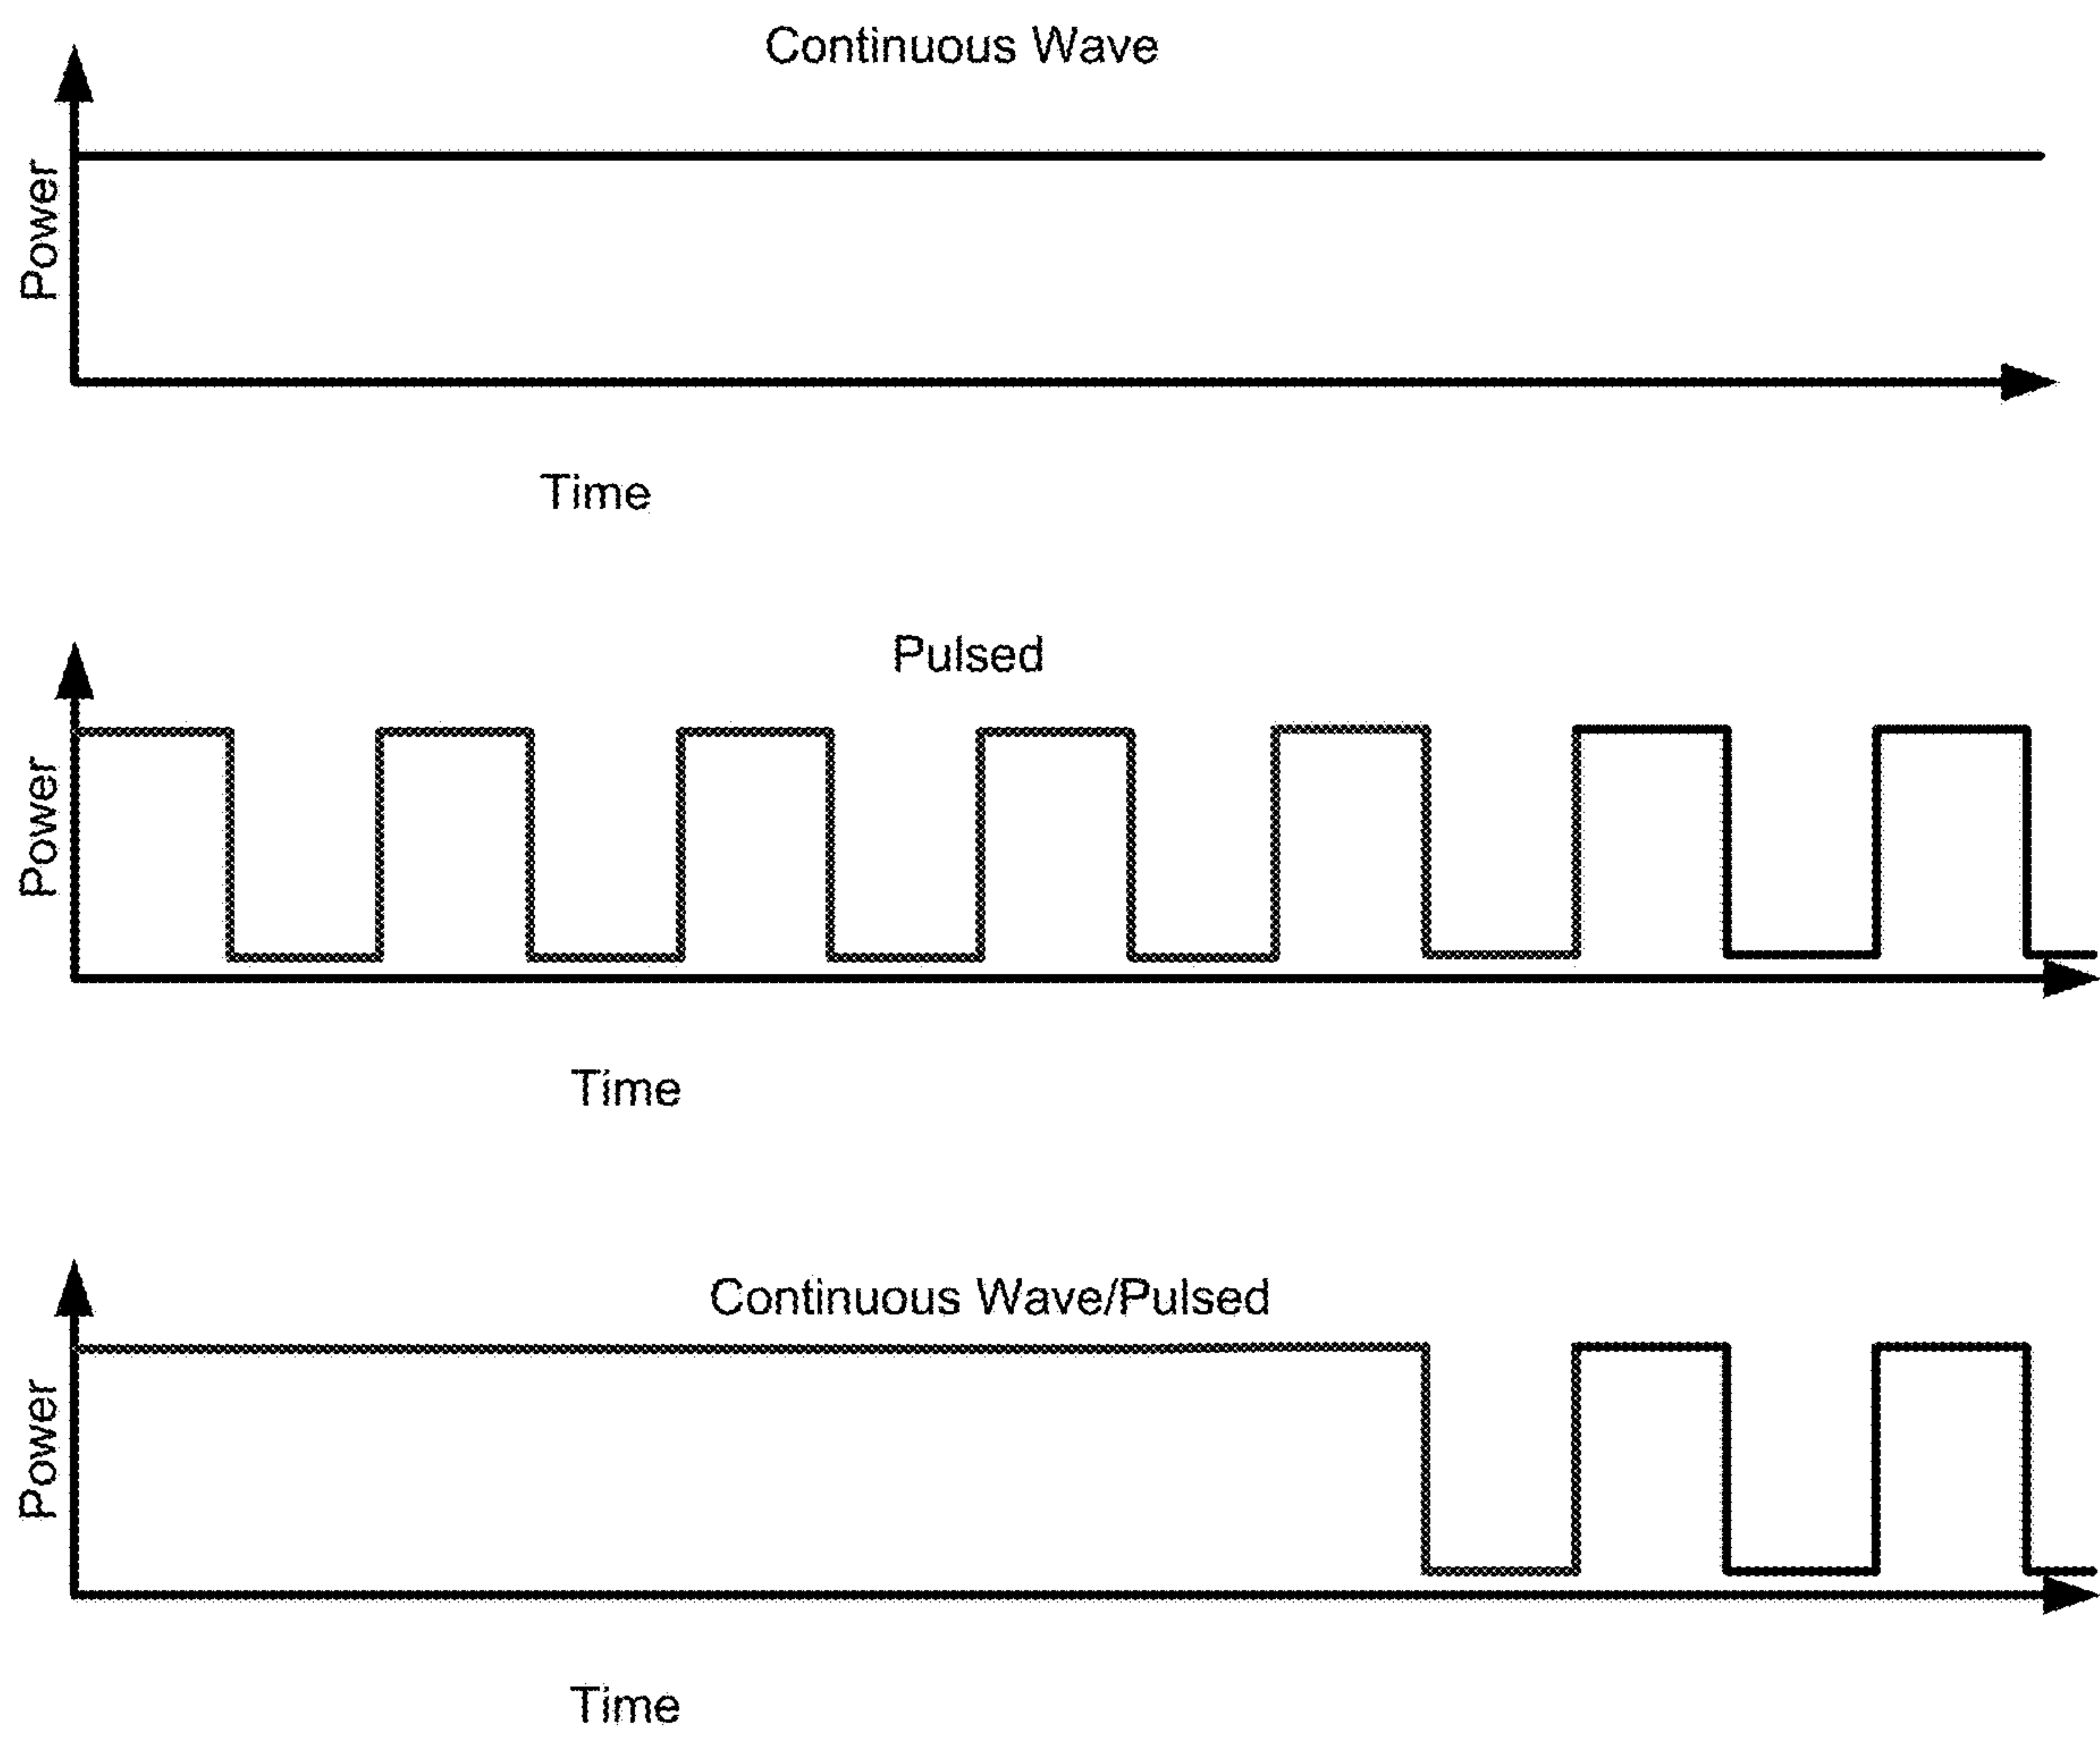 Continuous Wave
Power
Time
Pulsed
Power
Time
Continuous Wave/Pulsed
Power
Time